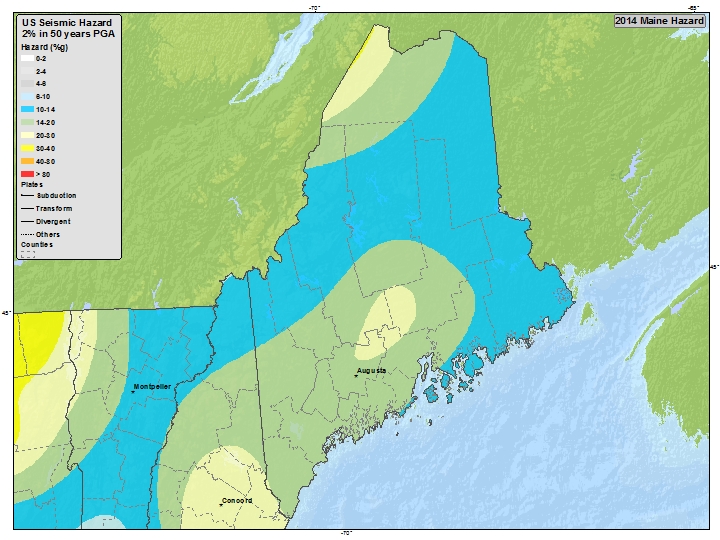 -70°
-65°
US Seismic Hazard
2% in 50 years PGA
Hazard (%g)
0-2
2-4
4-6
6-10
10-14
14-20
20-30
30-40
40-80
> 80
Plates
Subduction
Transform
Divergent
Others
Counties
2014 Maine Hazard
45°
45°
Augusta
Montpelier
Concord
-70°